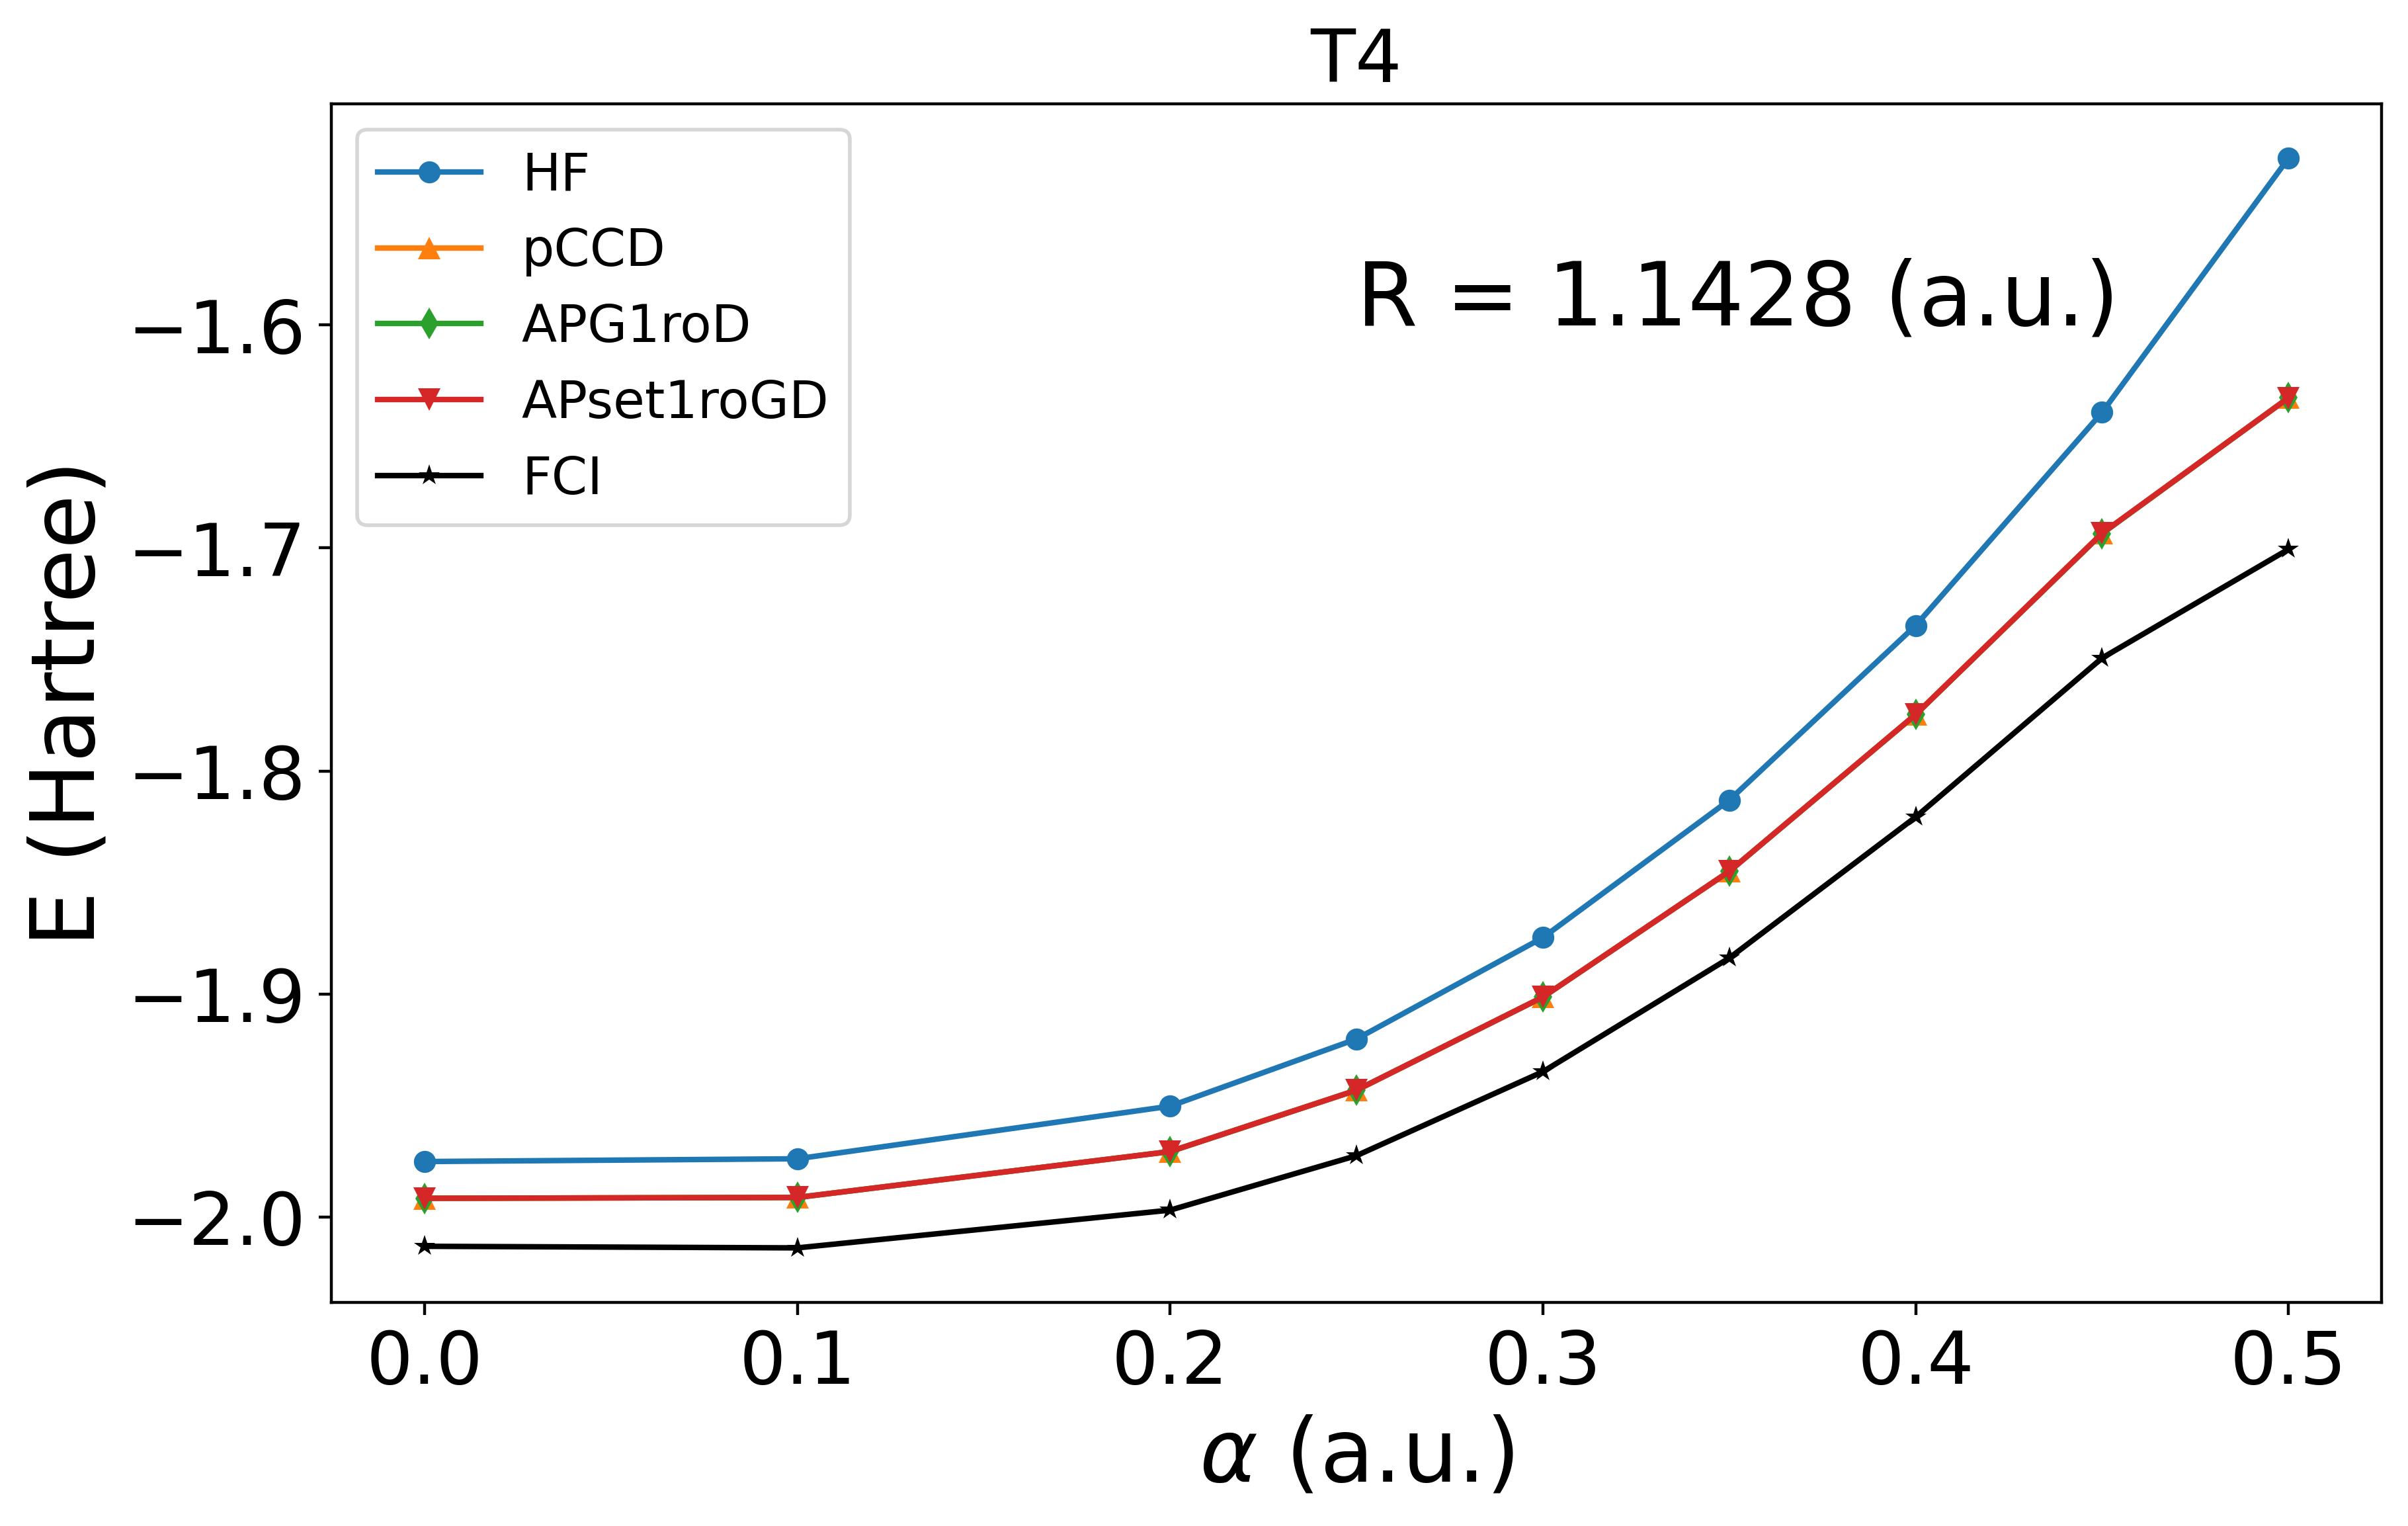 T4
HF
pCCD
APG1roD
APset1roGD
FCI
R = 1.1428 (a.u.)
E (Hartree)
−1.6
−1.7
−1.8
−1.9
−2.0
0.0 0.1 0.2 0.3 0.4 0.5
α (a.u.)